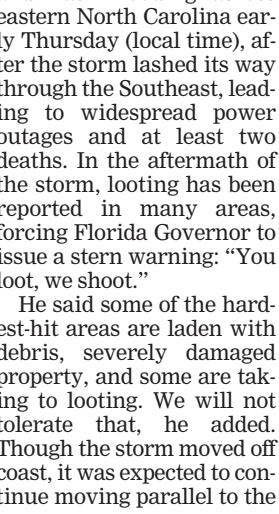 eastern North Carolina ear-
ly Thursday (local time), af-
ter the storm lashed its way
through the Southeast, lead-
ing to widespread power
outages and at least two
deaths. In the aftermath of
the storm, looting has been
reported in many areas,
forcing Florida Governor to
issue a stern warning: “You
loot, we shoot.”
He said some of the hard-
est-hit areas are laden with
debris, severely damaged
property, and some are tak-
ing to looting. We will not
tolerate that, he added.
Though the storm moved off
coast, it was expected to con-
tinue moving parallel to the